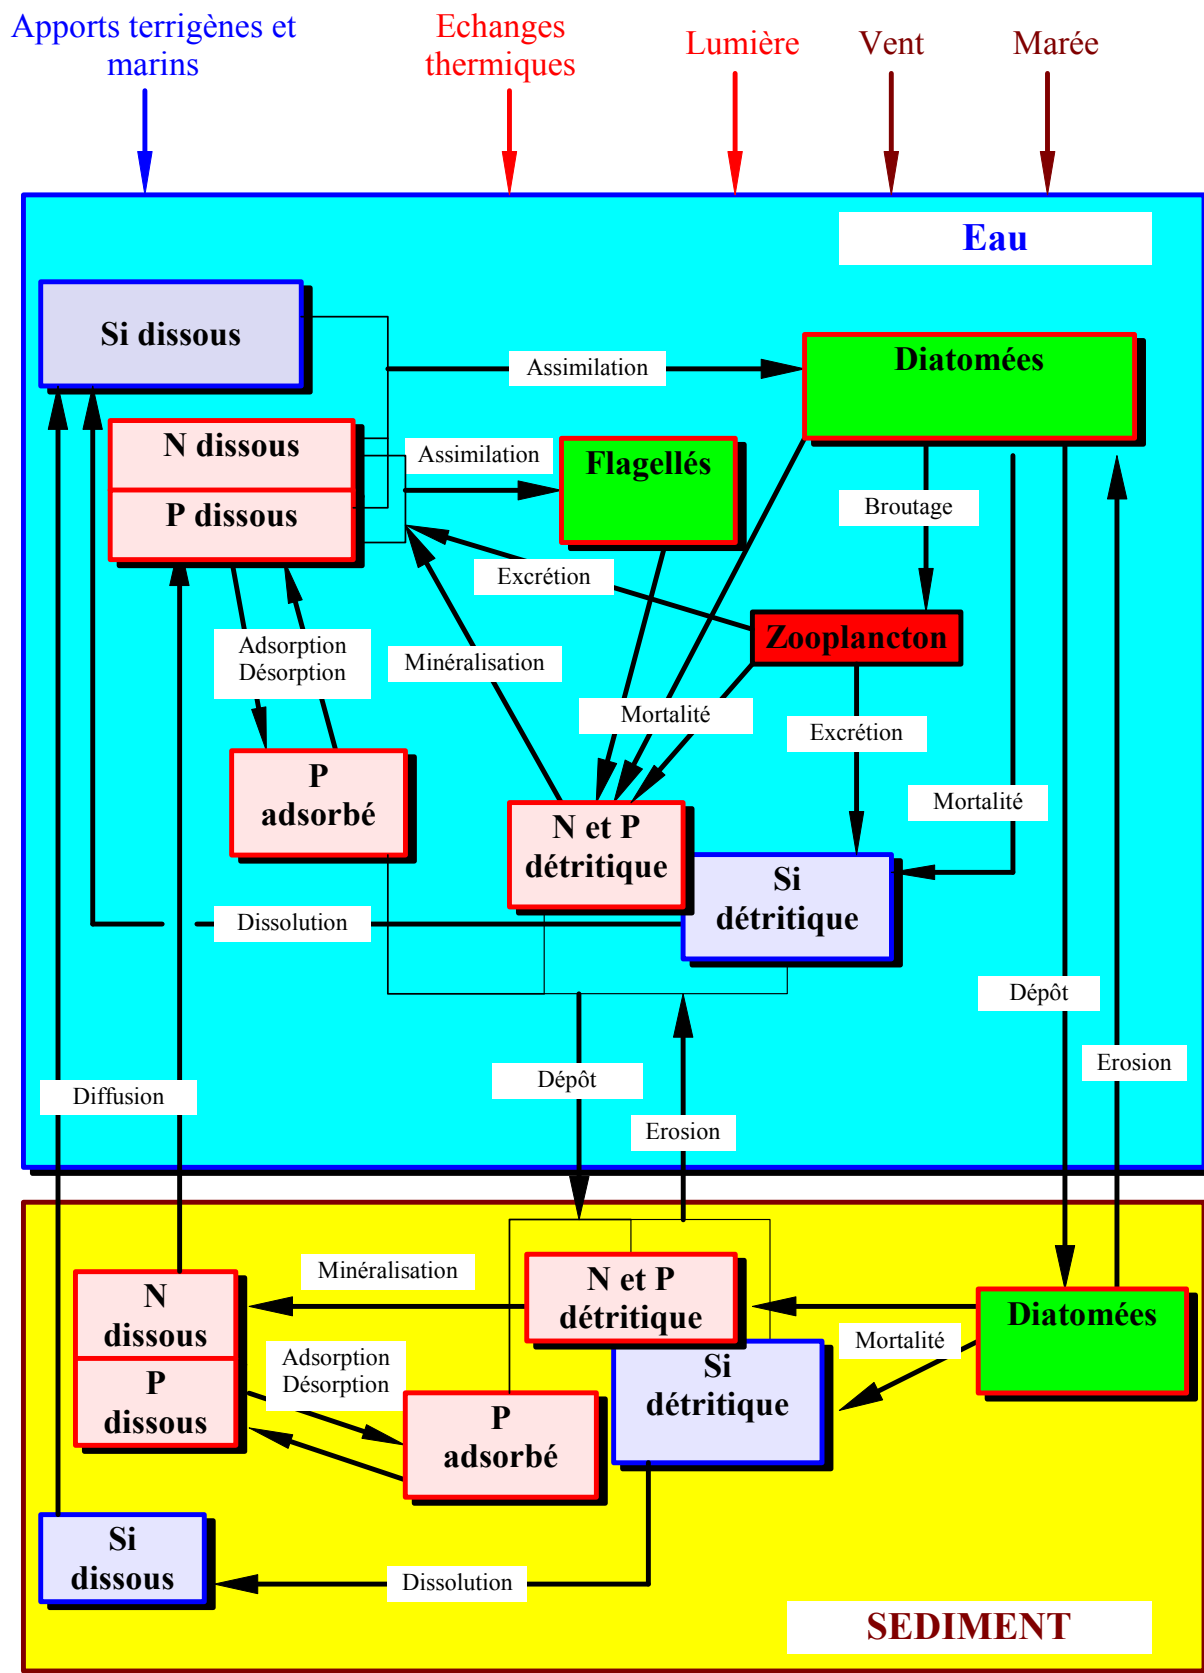 Apports terrigènes et
marins
Echanges
thermiques
Lumière
Vent
Marée
Eau
Si dissous
Assimilation
Diatomées
N dissous
P dissous
Assimilation
Flagellés
Broutage
Excrétion
Zooplancton
Adsorption
Désorption
Minéralisation
Mortalité
Excrétion
P
adsorbé
Mortalité
N et P
détritique
Si
détritique
Dissolution
Dépôt
Erosion
Diffusion
Dépôt
Erosion
Minéralisation
N et P
détritique
N
dissous
P
dissous
Diatomées
Mortalité
Adsorption
Désorption
Si
détritique
P
adsorbé
Si
dissous
Dissolution
SEDIMENT